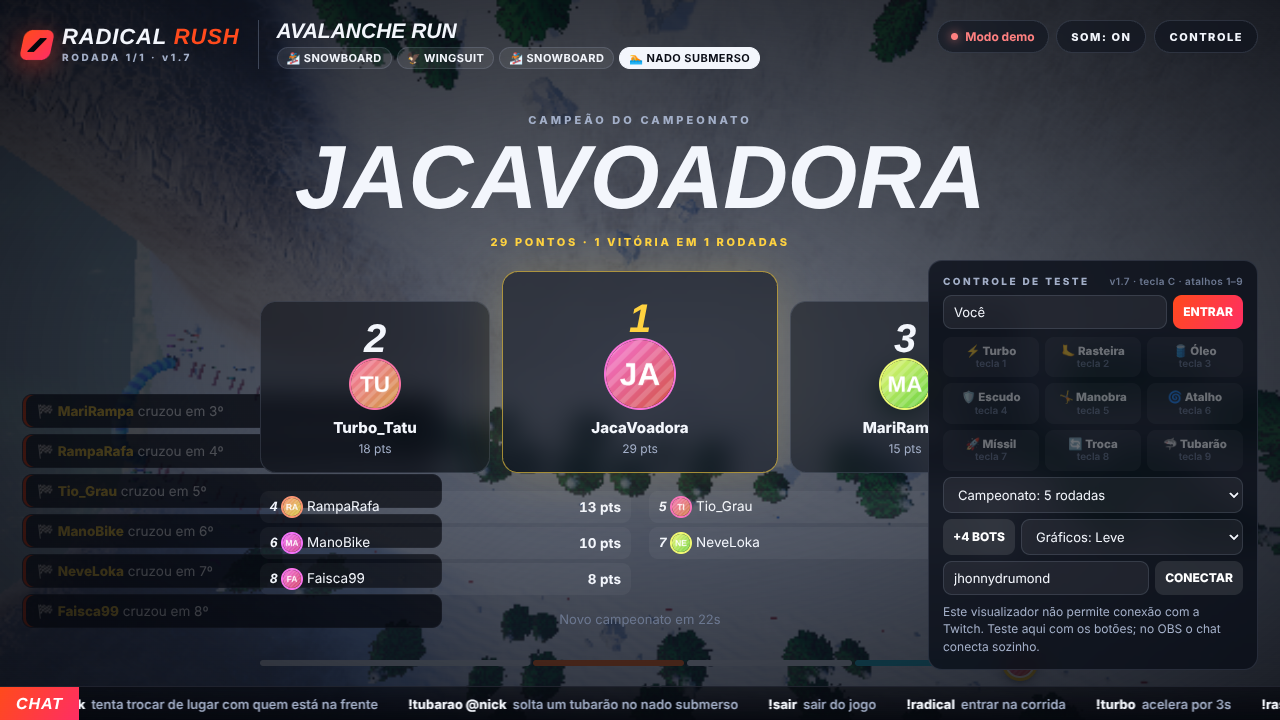 RADICAL RUSH
RODADA 1/1 · v1.7
AVALANCHE RUN
SNOWBOARD
WINGSUIT
SNOWBOARD
NADO SUBMERSO
Modo demo
SOM: ON
CONTROLE
CAMPEÃO DO CAMPEONATO
JACAVOADORA
29 PONTOS · 1 VITÓRIA EM 1 RODADAS
2
TU
Turbo_Tatu
18 pts
1
JA
JacaVoadora
29 pts
3
MA
MariRam
15 pts
MariRampa cruzou em 3º
RampaRafa cruzou em 4º
Tio_Grau cruzou em 5º
ManoBike cruzou em 6º
NeveLoka cruzou em 7º
Faisca99 cruzou em 8º
4 RA RampaRafa 13 pts
5 TI Tio_Grau
6 MA ManoBike 10 pts
7 NE NeveLoka
8 FA Faisca99 8 pts
Novo campeonato em 22s
CONTROLE DE TESTE v1.7 · tecla C · atalhos 1–9
Você ENTRAR
Turbo
tecla 1
Rasteira
tecla 2
Óleo
tecla 3
Escudo
tecla 4
Manobra
tecla 5
Atalho
tecla 6
Míssil
tecla 7
Troca
tecla 8
Tubarão
tecla 9
Campeonato: 5 rodadas
+4 BOTS Gráficos: Leve
jhonnydrumond CONECTAR
Este visualizador não permite conexão com a
Twitch. Teste aqui com os botões; no OBS o chat
conecta sozinho.
CHAT k tenta trocar de lugar com quem está na frente !tubarao @nick solta um tubarão no nado submerso !sair sair do jogo !radical entrar na corrida !turbo acelera por 3s !ra